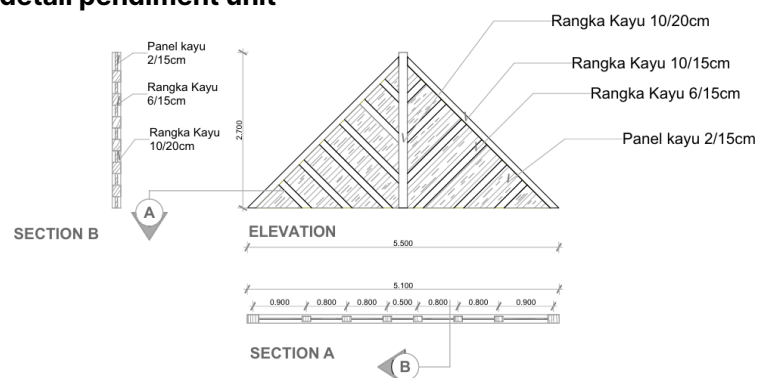 detail pendiment unit
Rangka Kayu 10/20cm
Rangka Kayu 10/15cm
Rangka Kayu 6/15cm
Panel kayu 2/15cm
Panel kayu
2/15cm
Rangka Kayu
6/15cm
Rangka Kayu
10/20cm
2.700
A
SECTION B
ELEVATION
5.500
5.100
0.900
0.800
0.800
0.500
0.800
0.800
0.900
SECTION A
B